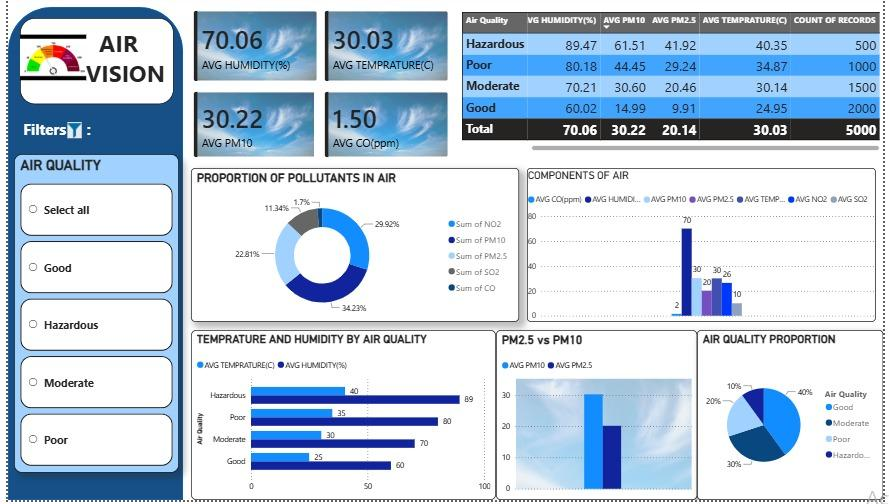 AIR
VISION
Filters :
AIR QUALITY
Select all
Good
Hazardous
Moderate
Poor
70.06
AVG HUMIDITY(%)
30.03
AVG TEMPRATURE(C)
30.22
AVG PM10
1.50
AVG CO(ppm)
Air Quality VG HUMIDITY(%) AVG PM10 AVG PM2.5 AVG TEMPRATURE(C) COUNT OF RECORDS
Hazardous 89.47 61.51 41.92 40.35 500
Poor 80.18 44.45 29.24 34.87 1000
Moderate 70.21 30.60 20.46 30.14 1500
Good 60.02 14.99 9.91 24.95 2000
Total 70.06 30.22 20.14 30.03 5000
PROPORTION OF POLLUTANTS IN AIR
1.7%
11.34%
29.92%
22.81%
34.23%
Sum of NO2
Sum of PM10
Sum of PM2.5
Sum of SO2
Sum of CO
COMPONENTS OF AIR
AVG CO(ppm) AVG HUMIDI... AVG PM10 AVG PM2.5 AVG TEMP... AVG NO2 AVG SO2
80
60
40
20
0
2
70
30
20
30
26
10
TEMPRATURE AND HUMIDITY BY AIR QUALITY
AVG TEMPRATURE(C) AVG HUMIDITY(%)
Air Quality
Hazardous 40
89
Poor 35
80
Moderate 30
70
Good 25
60
0 50 100
PM2.5 vs PM10
AVG PM10 AVG PM2.5
30
20
10
0
AIR QUALITY PROPORTION
10%
40%
20%
30%
Air Quality
Good
Moderate
Poor
Hazardo...